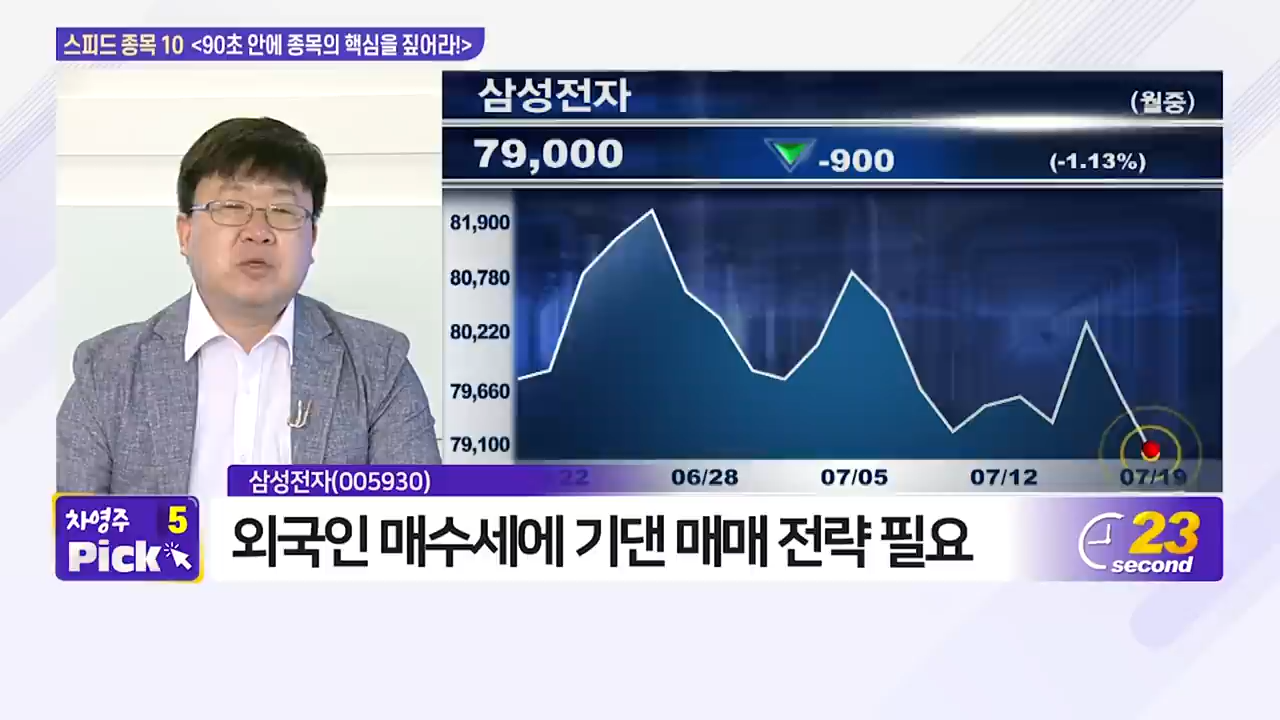 스피드 종목 10 <90초 안에 종목의 핵심을 짚어라!>
삼성전자
(월중)
79,000
-900
(-1.13%)
81,900
80,780
80,220
79,660
79,100
22
06/28
07/05
07/12
07/19
삼성전자(005930)
차영주 5
Pick
외국인 매수세에 기댄 매매 전략 필요
23
second